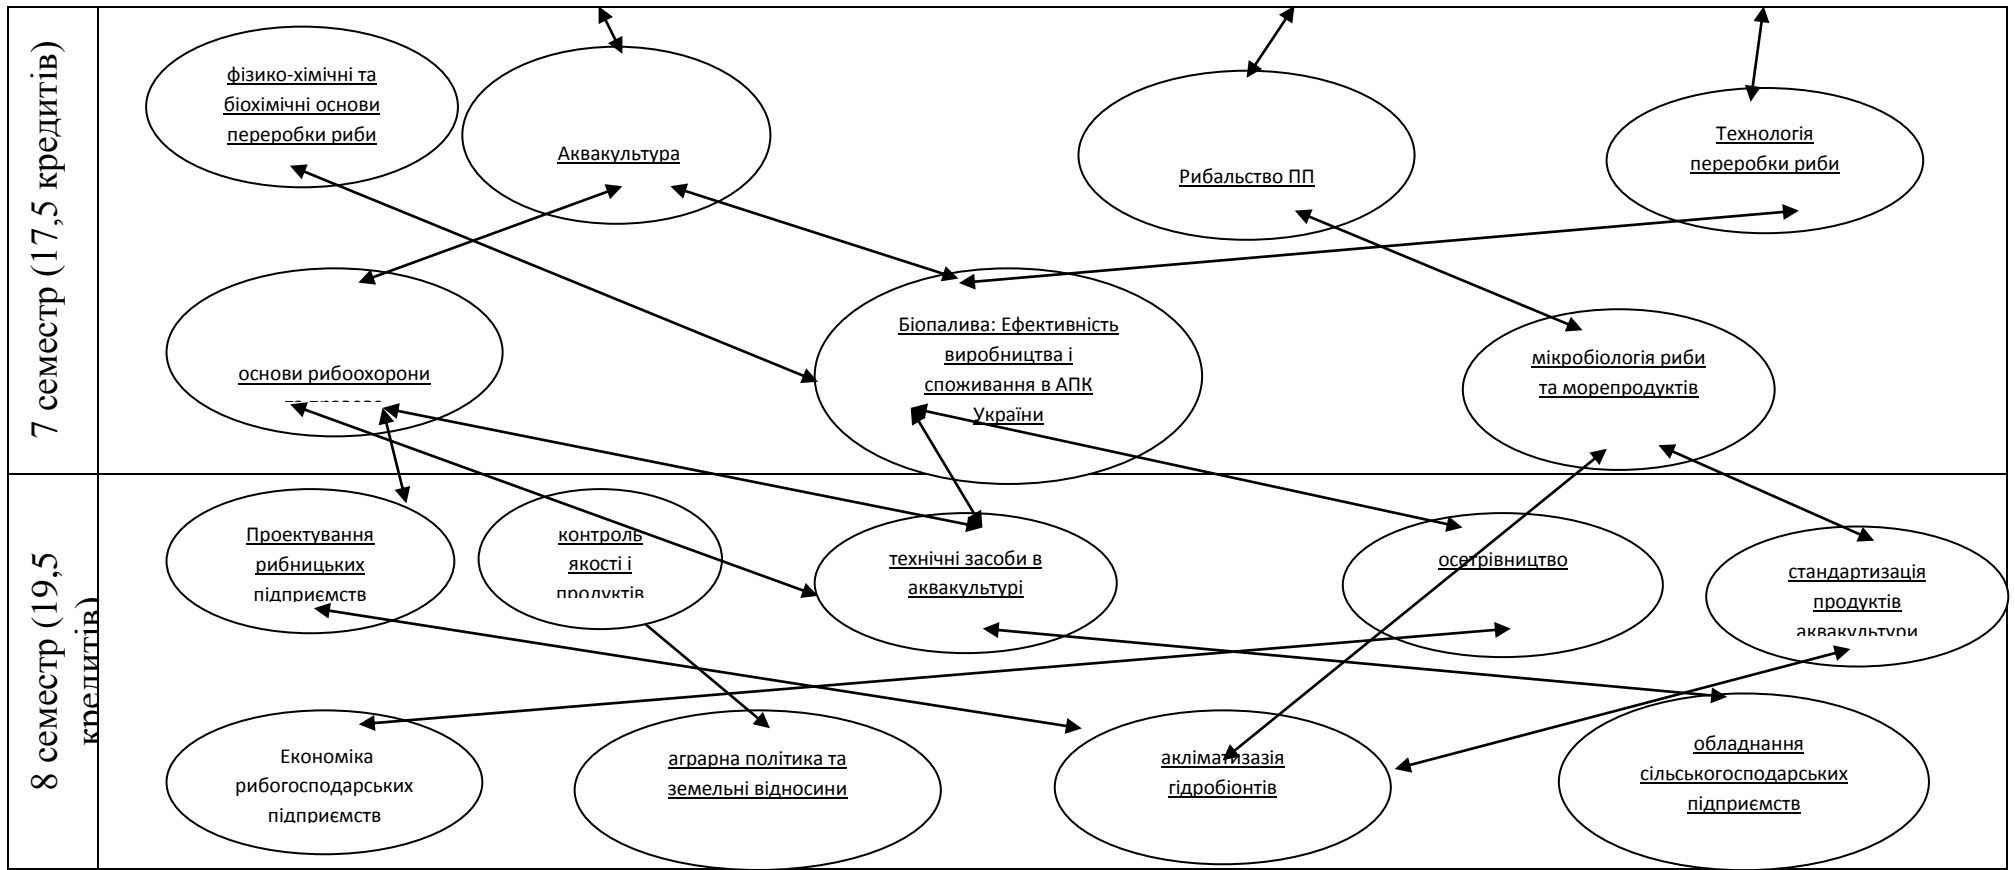 7 семестр (17,5 кредитів)
фізико-хімічні та
біохімічні основи
переробки риби
Аквакультура
Рибальство ПП
Технологія
переробки риби
основи рибоохорони
Біопалива: Ефективність
виробництва і
споживання в АПК
України
мікробіологія риби
та морепродуктів
8 семестр (19,5
кредитів)
Проектування
рибницьких
підприємств
контроль
якості і
продуктів
технічні засоби в
аквакультурі
осетрівництво
стандартизація
продуктів
аквакультури
Економіка
рибогосподарських
підприємств
аграрна політика та
земельні відносини
акліматизазія
гідробіонтів
обладнання
сільськогосподарських
підприємств